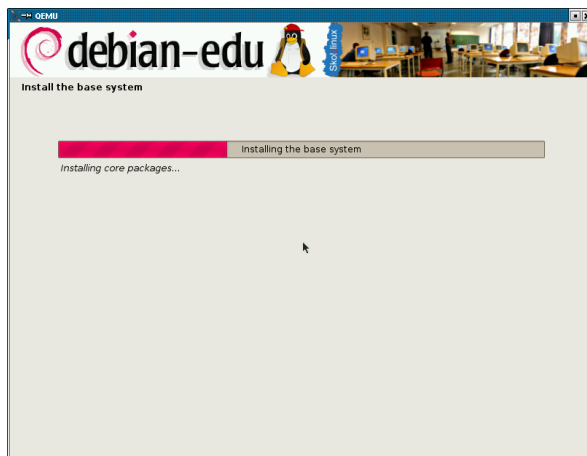 QEMU
debian-edu
Skolelinux
Install the base system
Installing the base system
Installing core packages...